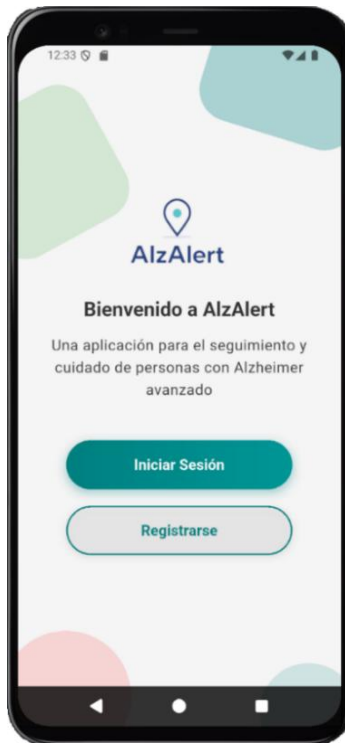 12:33
AlzAlert
Bienvenido a AlzAlert
Una aplicación para el seguimiento y
cuidado de personas con Alzheimer
avanzado
Iniciar Sesión
Registrarse